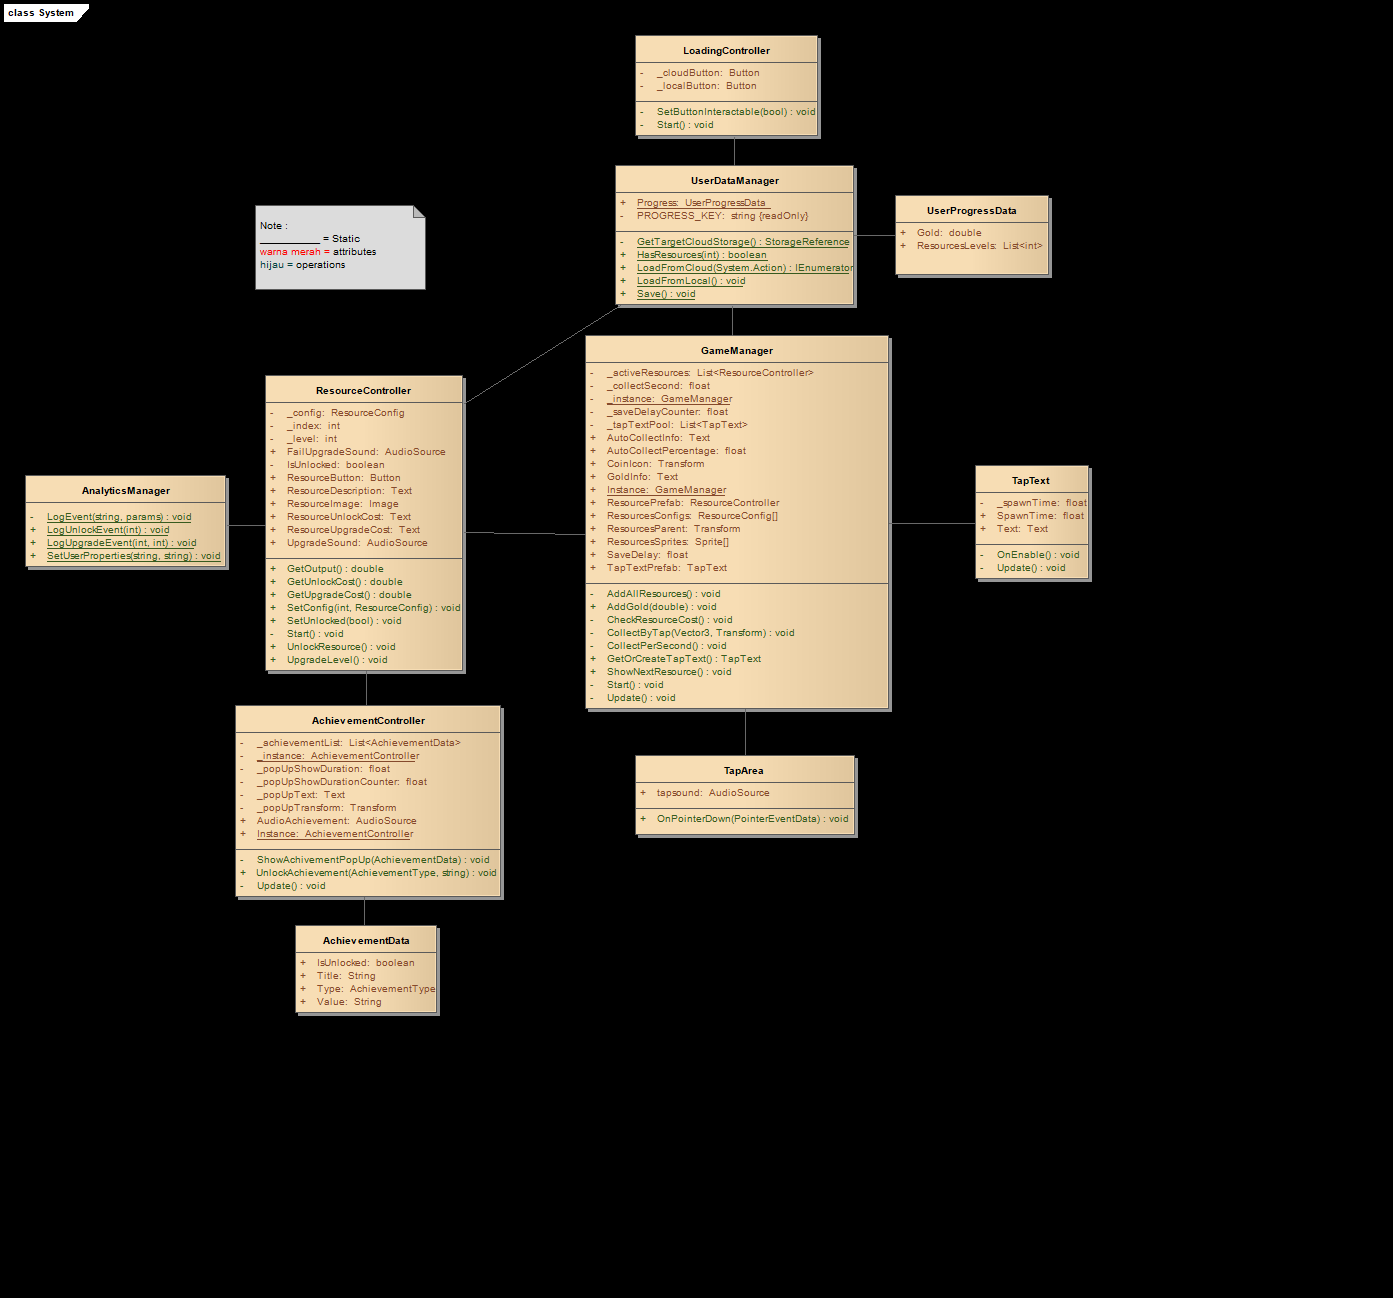 class System
LoadingController
- _cloudButton: Button
- _localButton: Button
- SetButtonInteractable(bool) : void
- Start() : void
UserDataManager
+ Progress: UserProgressData
- PROGRESS_KEY: string {readOnly}
- GetTargetCloudStorage() : StorageReference
+ HasResources(int) : boolean
+ LoadFromCloud(System.Action) : IEnumerator
+ LoadFromLocal() : void
+ Save() : void
UserProgressData
+ Gold: double
+ ResourcesLevels: List<int>
Note :
___________ = Static
warna merah = attributes
hijau = operations
GameManager
- _activeResources: List<ResourceController>
- _collectSecond: float
- _instance: GameManager
- _saveDelayCounter: float
- _tapTextPool: List<TapText>
+ AutoCollectInfo: Text
+ AutoCollectPercentage: float
+ CoinIcon: Transform
+ GoldInfo: Text
+ Instance: GameManager
+ ResourcePrefab: ResourceController
+ ResourcesConfigs: ResourceConfig[]
+ ResourcesParent: Transform
+ ResourcesSprites: Sprite[]
+ SaveDelay: float
+ TapTextPrefab: TapText
- AddAllResources() : void
+ AddGold(double) : void
- CheckResourceCost() : void
- CollectByTap(Vector3, Transform) : void
- CollectPerSecond() : void
+ GetOrCreateTapText() : TapText
+ ShowNextResource() : void
- Start() : void
- Update() : void
ResourceController
- _config: ResourceConfig
- _index: int
- _level: int
+ FailUpgradeSound: AudioSource
- IsUnlocked: boolean
+ ResourceButton: Button
+ ResourceDescription: Text
+ ResourceImage: Image
+ ResourceUnlockCost: Text
+ ResourceUpgradeCost: Text
+ UpgradeSound: AudioSource
+ GetOutput() : double
+ GetUnlockCost() : double
+ GetUpgradeCost() : double
+ SetConfig(int, ResourceConfig) : void
+ SetUnlocked(bool) : void
- Start() : void
+ UnlockResource() : void
+ UpgradeLevel() : void
AnalyticsManager
- LogEvent(string, params) : void
+ LogUnlockEvent(int) : void
+ LogUpgradeEvent(int, int) : void
+ SetUserProperties(string, string) : void
TapText
- _spawnTime: float
+ SpawnTime: float
+ Text: Text
- OnEnable() : void
- Update() : void
AchievementController
- _achievementList: List<AchievementData>
- _instance: AchievementController
- _popUpShowDuration: float
- _popUpShowDurationCounter: float
- _popUpText: Text
- _popUpTransform: Transform
+ AudioAchievement: AudioSource
+ Instance: AchievementController
- ShowAchivementPopUp(AchievementData) : void
+ UnlockAchievement(AchievementType, string) : void
- Update() : void
TapArea
+ tapsound: AudioSource
+ OnPointerDown(PointerEventData) : void
AchievementData
+ IsUnlocked: boolean
+ Title: String
+ Type: AchievementType
+ Value: String